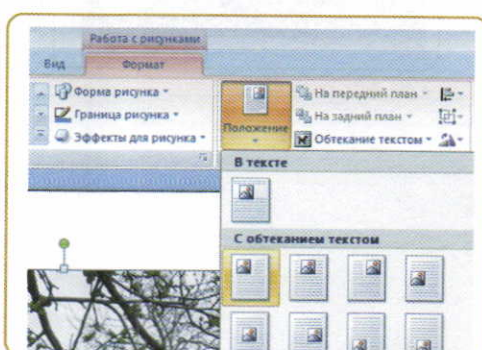 Работа с рисунками
Вид Формат
Форма рисунка
Граница рисунка
Эффекты для рисунка
Положение
На передний план
На задний план
Обтекание текстом
В тексте
С обтеканием текстом